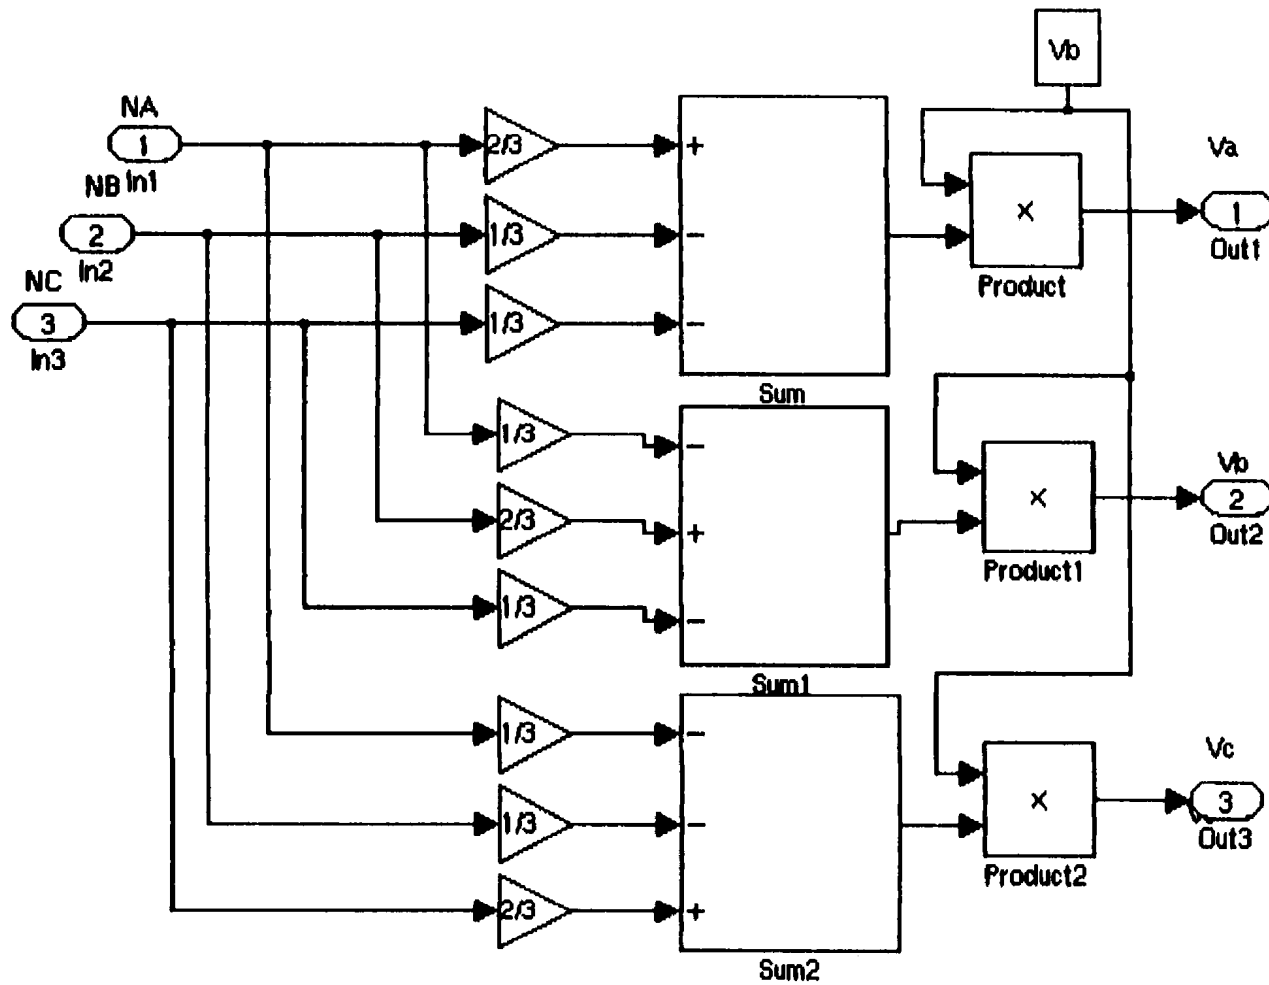 Vb
NA
1
In1
2/3
+
NB
2
In2
1/3
-
NC
3
In3
1/3
-
Sum
×
Product
Va
1
Out1
1/3
-
2/3
+
1/3
-
Sum1
×
Product1
Vb
2
Out2
1/3
-
1/3
-
2/3
+
Sum2
×
Product2
Vc
3
Out3